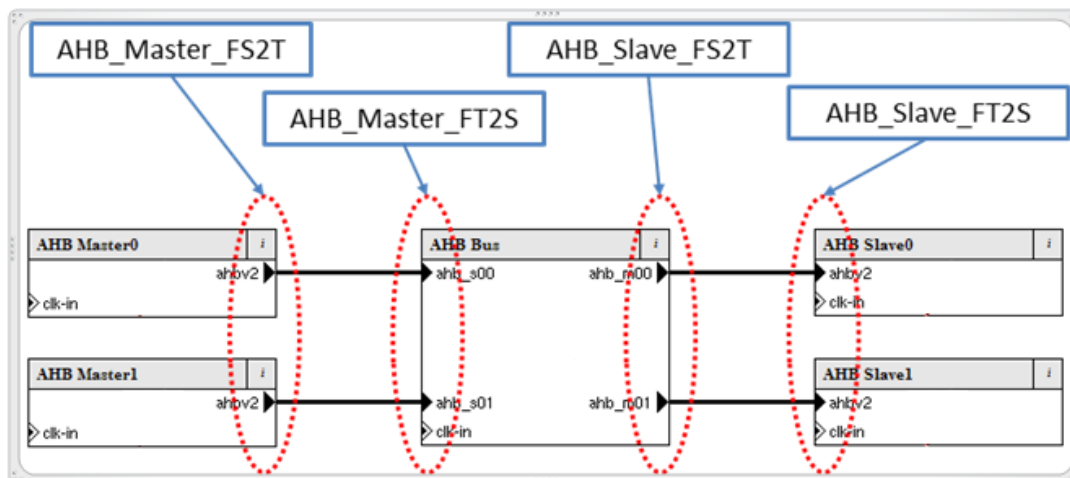 AHB_Master_FS2T
AHB_Slave_FS2T
AHB_Master_FT2S
AHB_Slave_FT2S
AHB Master0 i
ahbv2
clk-in
AHB Bus i
ahb_s00 ahb_m00
AHB Slave0 i
ahbv2
clk-in
AHB Master1 i
ahbv2
clk-in
ahb_s01 ahb_m01
clk-in
AHB Slave1 i
ahbv2
clk-in